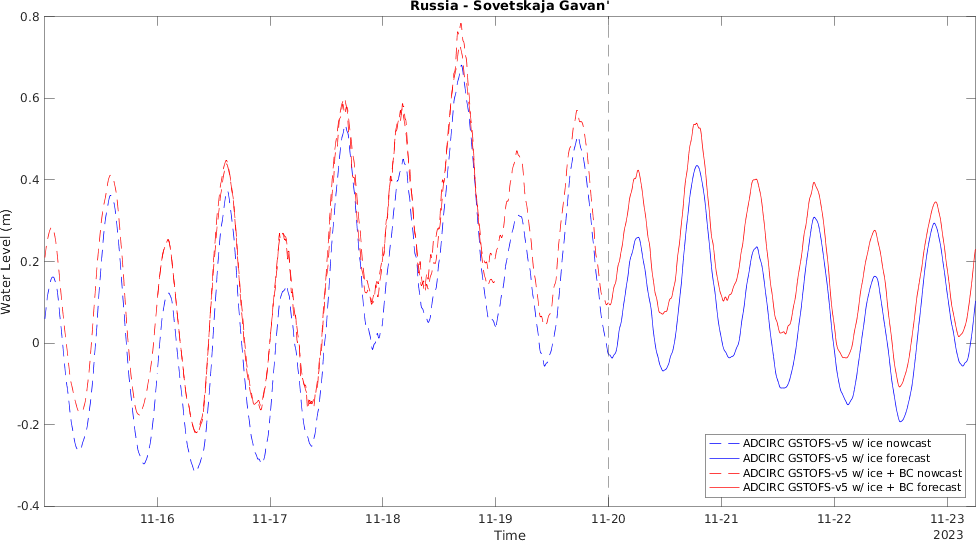 Russia - Sovetskaja Gavan'
0.8
0.6
0.4
0.2
0
-0.2
-0.4
Water Level (m)
11-16
11-17
11-18
11-19
11-20
11-21
11-22
11-23
Time
2023
ADCIRC GSTOFS-v5 w/ ice nowcast
ADCIRC GSTOFS-v5 w/ ice forecast
ADCIRC GSTOFS-v5 w/ ice + BC nowcast
ADCIRC GSTOFS-v5 w/ ice + BC forecast